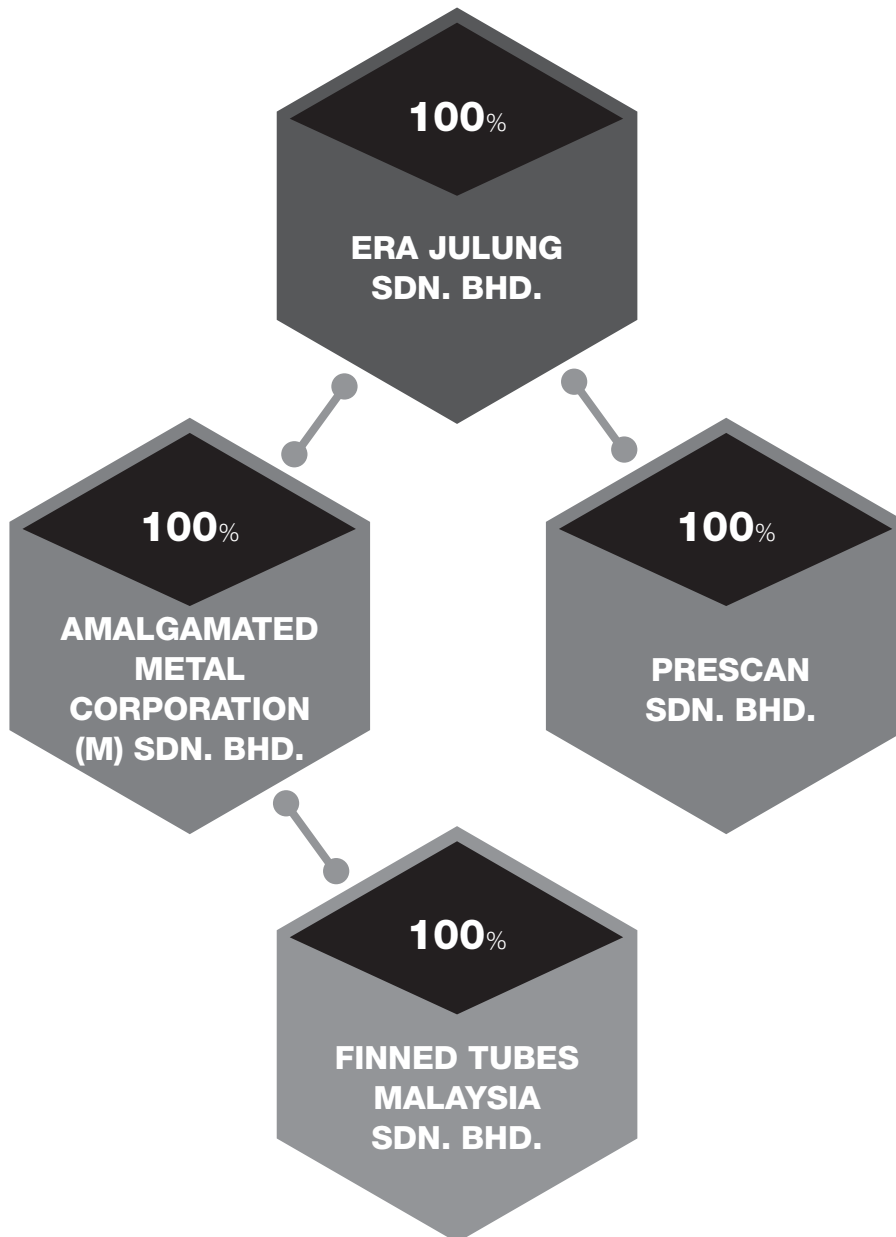 100%
ERA JULUNG
SDN. BHD.
100%
AMALGAMATED
METAL
CORPORATION
(M) SDN. BHD.
100%
PRESCAN
SDN. BHD.
100%
FINNED TUBES
MALAYSIA
SDN. BHD.